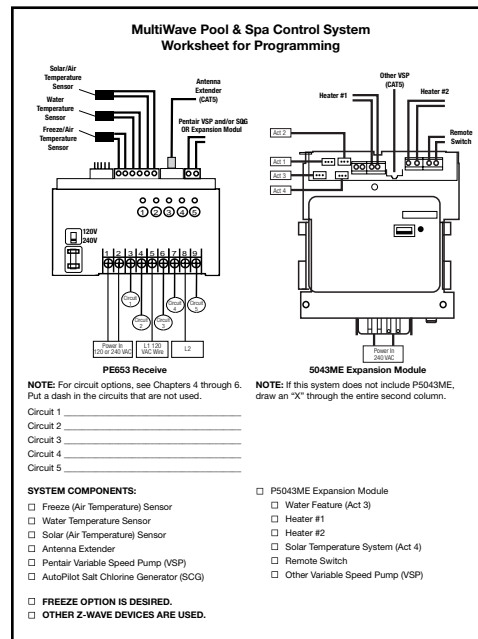 MultiWave Pool & Spa Control System
Worksheet for Programming
Solar/Air
Temperature
Sensor
Water
Temperature
Sensor
Freeze/Air
Temperature
Sensor
Antenna
Extender
(CAT5)
Pentair VSP and/or SCG
OR Expansion Modul
1 2 3 4 5
120V
240V
1 2 3 4 5 6 7 8 9
Circuit
1
Circuit
2
Circuit
3
Circuit
4
Circuit
5
Power In
120 or 240 VAC
L1 120
VAC Wire
L2
PE653 Receive
Other VSP
(CAT5)
Heater #1
Heater #2
Remote
Switch
Act 2
Act 1
Act 3
Act 4
Power In
240 VAC
5043ME Expansion Module
NOTE: For circuit options, see Chapters 4 through 6.
Put a dash in the circuits that are not used.
NOTE: If this system does not include P5043ME,
draw an “X” through the entire second column.
Circuit 1
Circuit 2
Circuit 3
Circuit 4
Circuit 5
SYSTEM COMPONENTS:
Freeze (Air Temperature) Sensor
Water Temperature Sensor
Solar (Air Temperature) Sensor
Antenna Extender
Pentair Variable Speed Pump (VSP)
AutoPilot Salt Chlorine Generator (SCG)
FREEZE OPTION IS DESIRED.
OTHER Z-WAVE DEVICES ARE USED.
P5043ME Expansion Module
Water Feature (Act 3)
Heater #1
Heater #2
Solar Temperature System (Act 4)
Remote Switch
Other Variable Speed Pump (VSP)